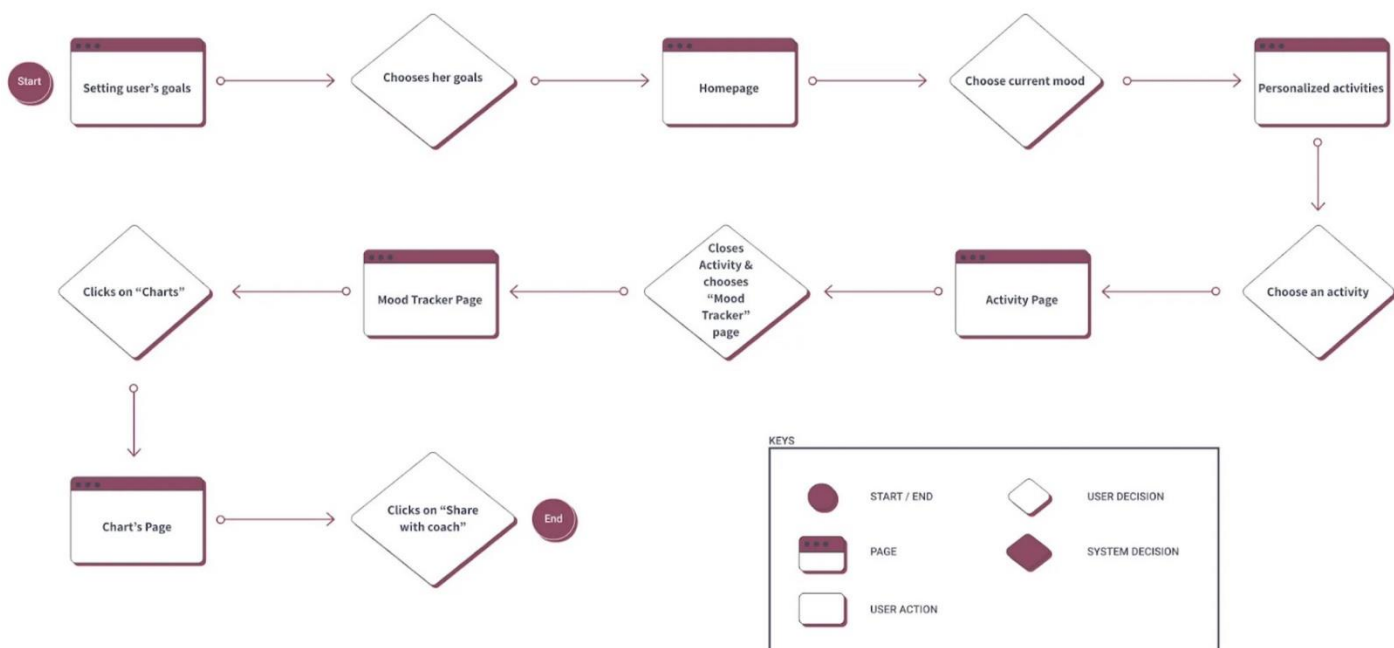 Start
Setting user's goals
Chooses her goals
Homepage
Choose current mood
Personalized activities
Clicks on “Charts”
Mood Tracker Page
Closes
Activity &
chooses
“Mood
Tracker”
page
Activity Page
Choose an activity
Chart's Page
Clicks on “Share
with coach”
End
KEYS
START / END
USER DECISION
PAGE
SYSTEM DECISION
USER ACTION